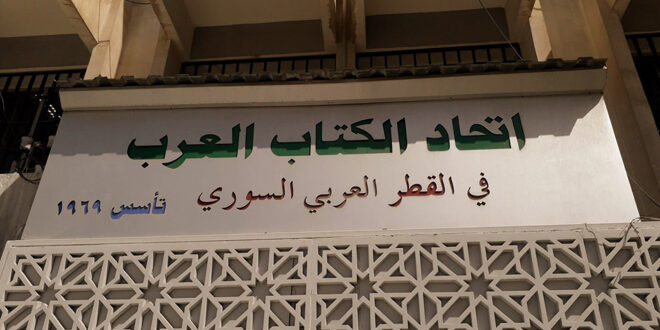 اتحاد الكتاب العرب
في القطر العربي السوري
تأسس ١٩٦٩